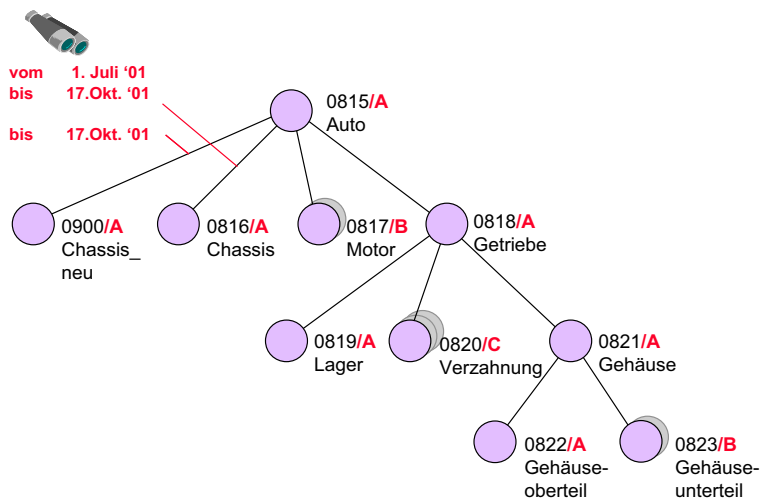 vom 1. Juli ‘01
bis 17.Okt. ‘01
bis 17.Okt. ‘01
0815/A
Auto
0900/A
Chassis_
neu
0816/A
Chassis
0817/B
Motor
0818/A
Getriebe
0819/A
Lager
0820/C
Verzahnung
0821/A
Gehäuse
0822/A
Gehäuse-
oberteil
0823/B
Gehäuse-
unterteil